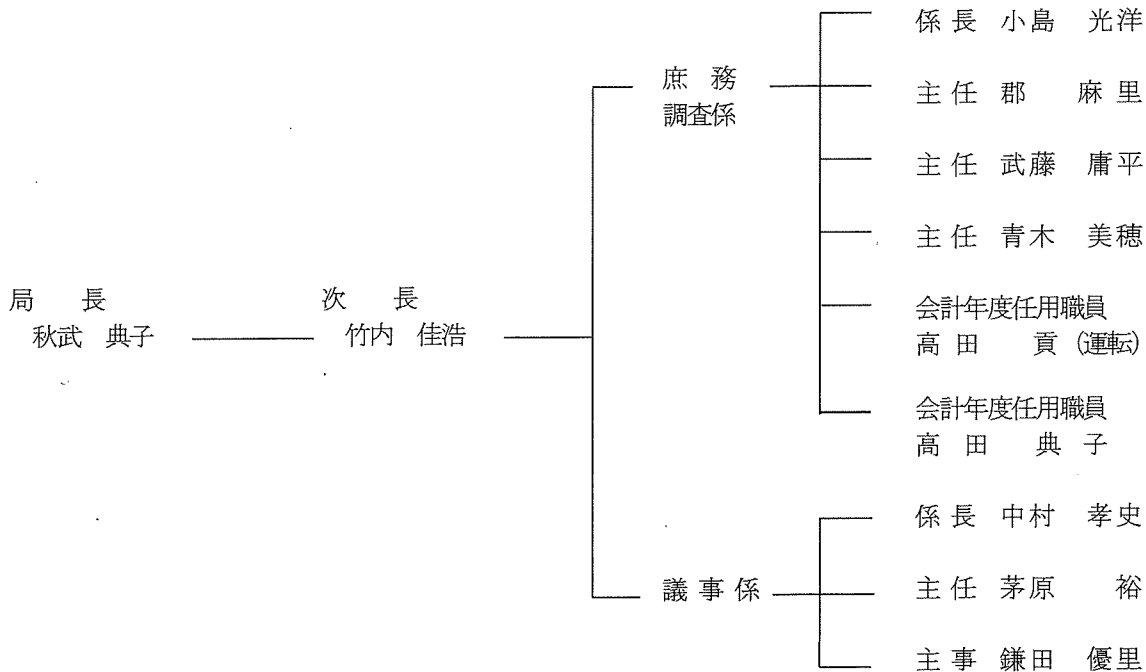 局　長
秋武　典子
次　長
竹内　佳浩
庶　務
調査係
係 長　小島　光洋
主 任　郡　麻 里
主 任　武藤　庸平
主 任　青木　美穂
会計年度任用職員
高 田　貢 (運転)
会計年度任用職員
高　田　典　子
議 事 係
係 長　中村　孝史
主 任　茅原　裕
主 事　鎌田　優里